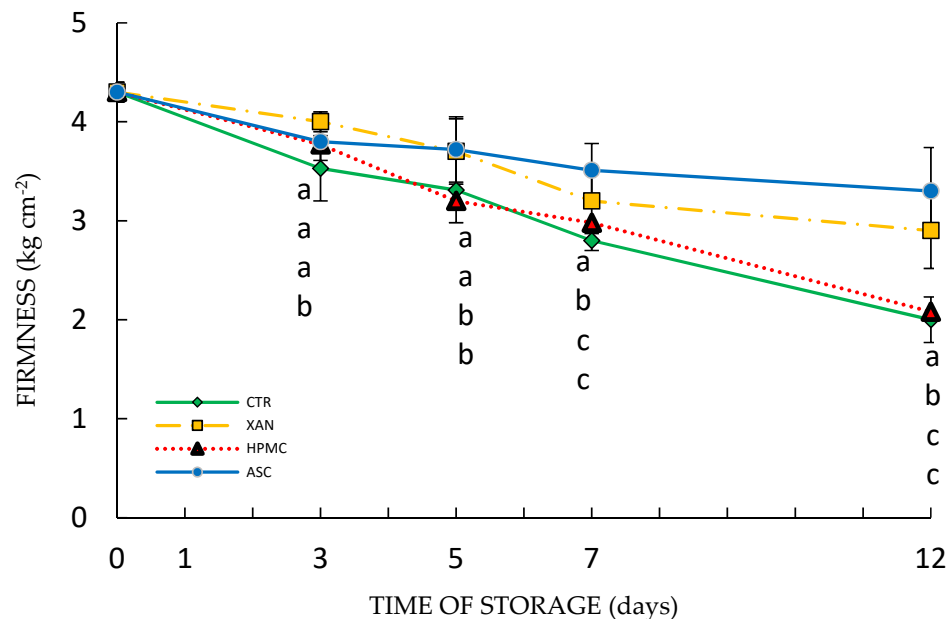 FIRMNESS (kg cm-2)
5
4
3
2
1
0
a
a
a
b
a
a
b
b
a
b
c
c
a
b
c
c
CTR
XAN
HPMC
ASC
0 1 3 5 7 12
TIME OF STORAGE (days)